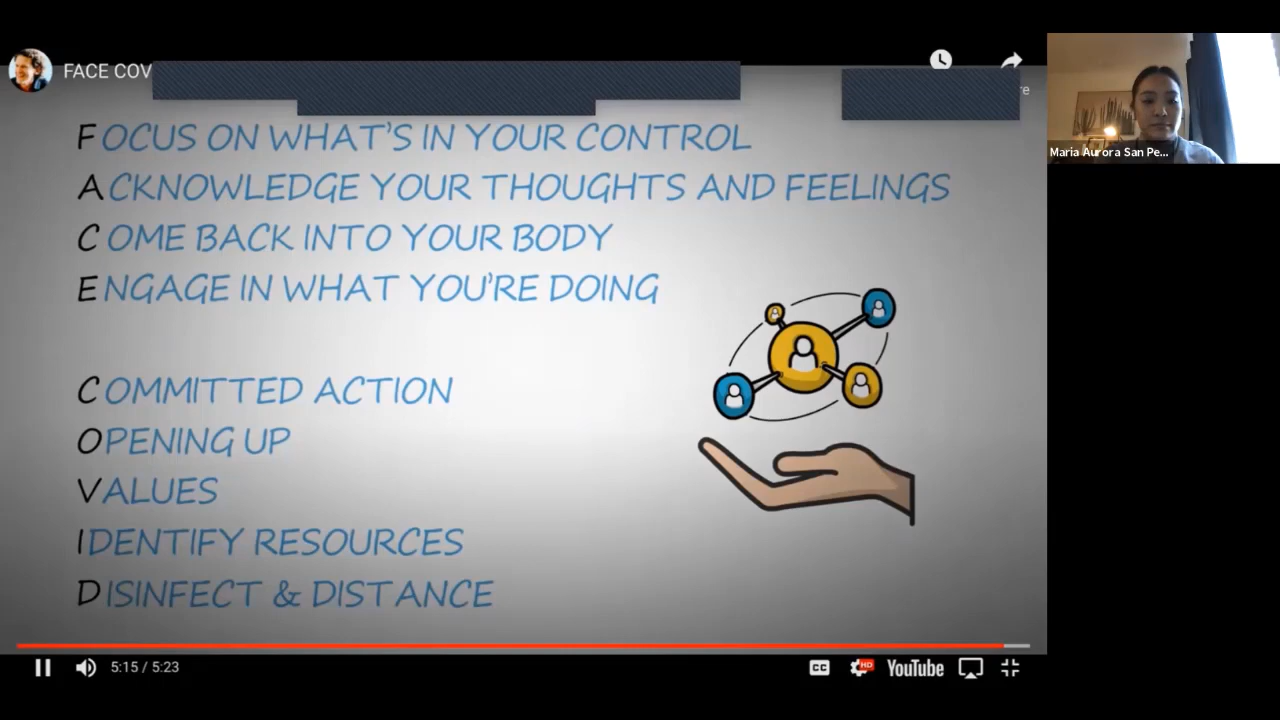 FACE COV
re
FOCUS ON WHAT'S IN YOUR CONTROL
ACKNOWLEDGE YOUR THOUGHTS AND FEELINGS
COME BACK INTO YOUR BODY
ENGAGE IN WHAT YOU'RE DOING
COMMITTED ACTION
OPENING UP
VALUES
IDENTIFY RESOURCES
DISINFECT & DISTANCE
5:15 / 5:23
CC
HD
YouTube
Maria Aurora San Pe...